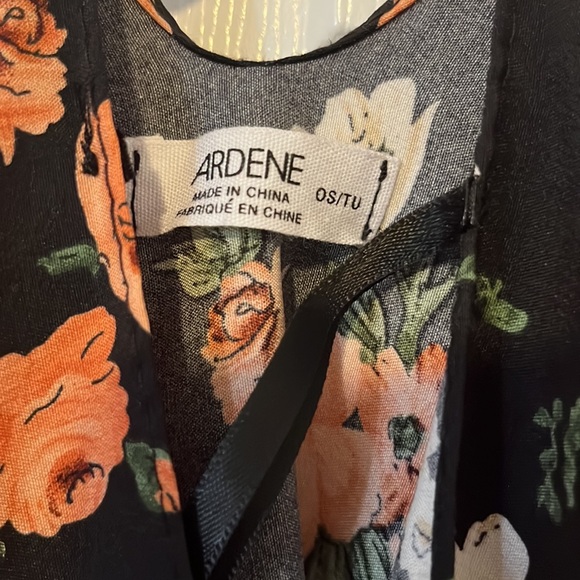 ARDENE
MADE IN CHINA
FABRIQUÉ EN CHINE
OS/TU